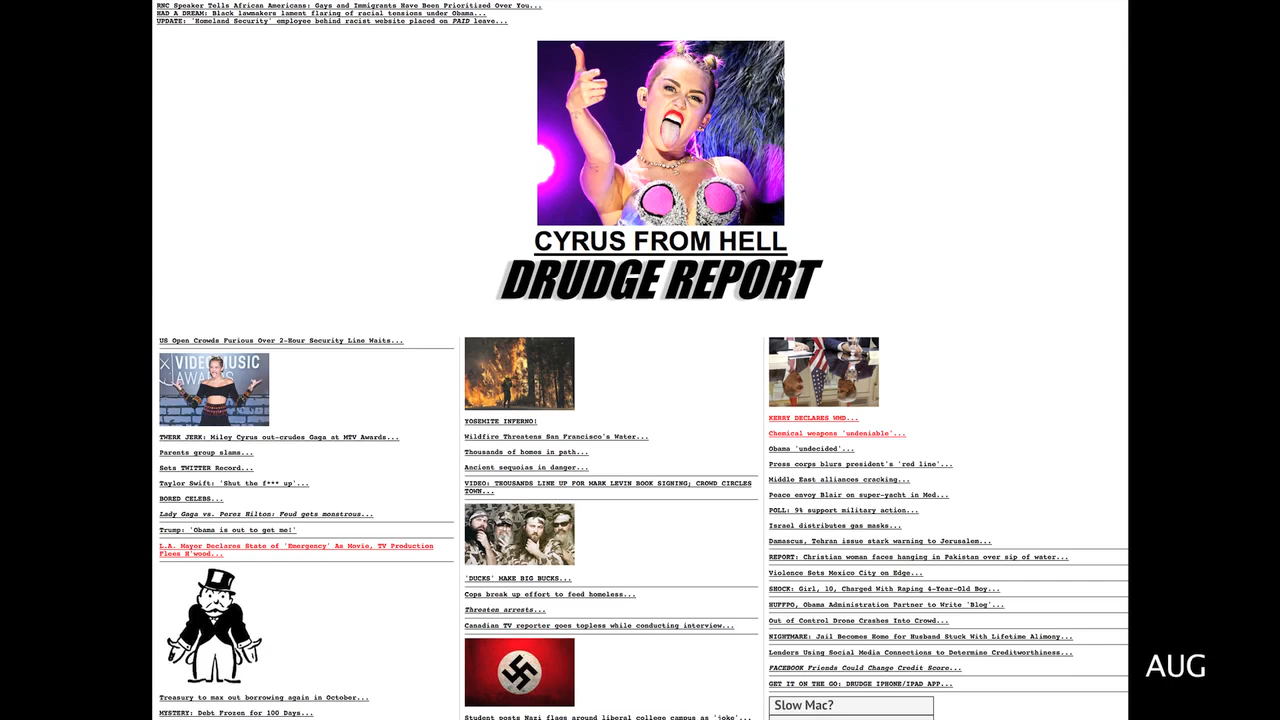 RNC Speaker Tells African Americans: Gays and Immigrants Have Been Prioritized Over You...
HAD A DREAM: Black lawmakers lament flaring of racial tensions under Obama...
UPDATE: 'Homeland Security' employee behind racist website placed on PAID leave...
CYRUS FROM HELL
DRUDGE REPORT
US Open Crowds Furious Over 2-Hour Security Line Waits...
VIDEO MUSIC
AWA
TWERK JERK: Miley Cyrus out-crudes Gaga at MTV Awards...
Parents group slams...
Sets TWITTER Record...
Taylor Swift: 'Shut the f*** up'...
BORED CELEBS...
Lady Gaga vs. Perez Hilton: Feud gets monstrous...
Trump: 'Obama is out to get me!'
L.A. Mayor Declares State of 'Emergency' As Movie, TV Production
Flees H'wood...
Treasury to max out borrowing again in October...
MYSTERY: Debt Frozen for 100 Days...
YOSEMITE INFERNO!
Wildfire Threatens San Francisco's Water...
Thousands of homes in path...
Ancient sequoias in danger...
VIDEO: THOUSANDS LINE UP FOR MARK LEVIN BOOK SIGNING; CROWD CIRCLES
TOWN...
'DUCKS' MAKE BIG BUCKS...
Cops break up effort to feed homeless...
Threaten arrests...
Canadian TV reporter goes topless while conducting interview...
Student posts Nazi flags around liberal college campus as 'joke'...
KERRY DECLARES WMD...
Chemical weapons 'undeniable'...
Obama 'undecided'...
Press corps blurs president's 'red line'...
Middle East alliances cracking...
Peace envoy Blair on super-yacht in Med...
POLL: 9% support military action...
Israel distributes gas masks...
Damascus, Tehran issue stark warning to Jerusalem...
REPORT: Christian woman faces hanging in Pakistan over sip of water...
Violence Sets Mexico City on Edge...
SHOCK: Girl, 10, Charged With Raping 4-Year-Old Boy...
HUFFPO, Obama Administration Partner to Write 'Blog'...
Out of Control Drone Crashes Into Crowd...
NIGHTMARE: Jail Becomes Home for Husband Stuck With Lifetime Alimony...
Lenders Using Social Media Connections to Determine Creditworthiness...
FACEBOOK Friends Could Change Credit Score...
GET IT ON THE GO: DRUDGE IPHONE/IPAD APP...
Slow Mac?
AUG